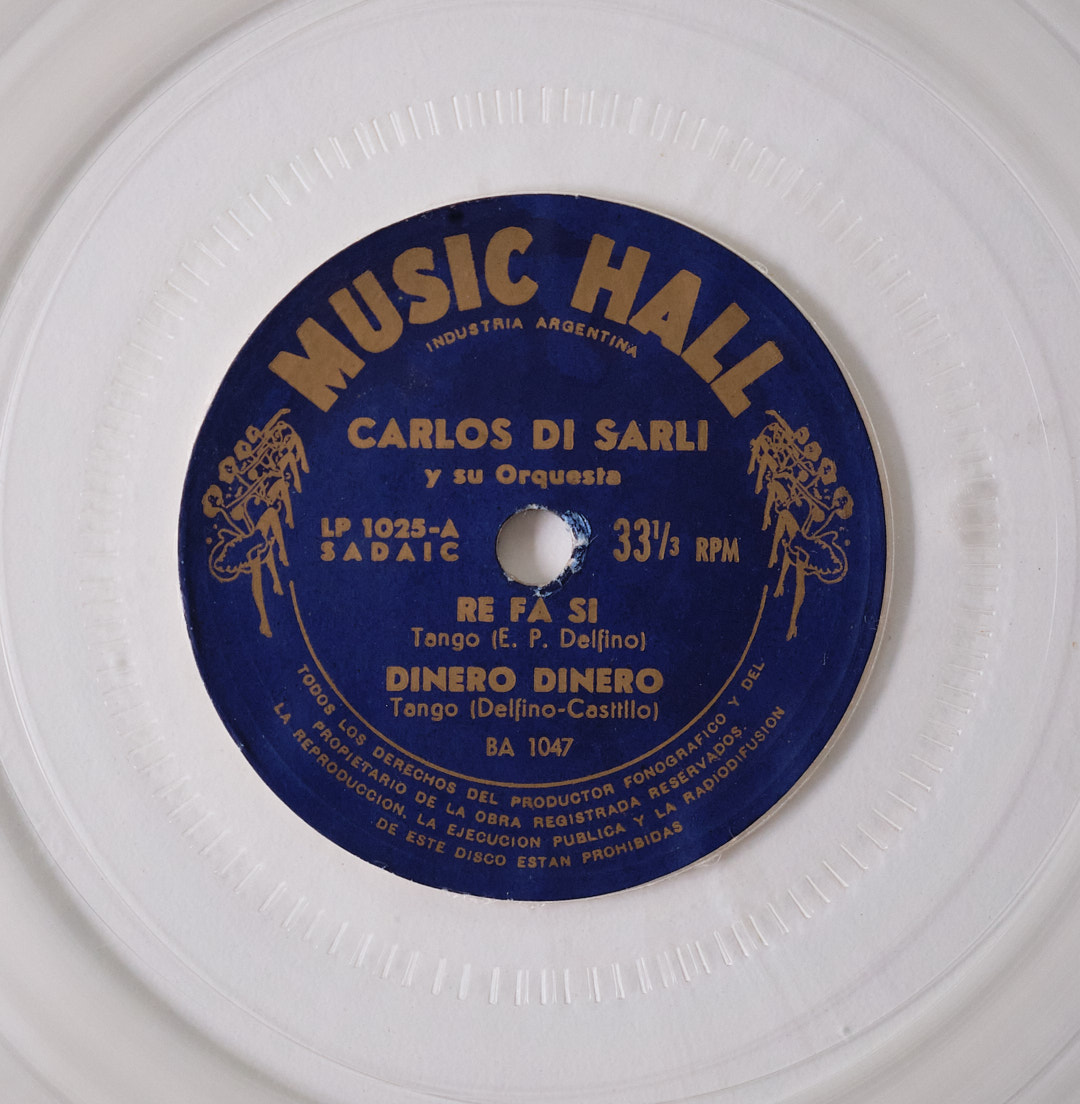 MUSIC HALL
INDUSTRIA ARGENTINA
CARLOS DI SARLI
y su Orquesta
LP 1025-A
SADAIC
33 1/3 RPM
RE FA SI
Tango (E. P. Delfino)
DINERO DINERO
Tango (Delfino-Casitllo)
BA 1047
TODOS LOS DERECHOS DEL PRODUCTOR FONOGRAFICO Y DEL
PROPIETARIO DE LA OBRA REGISTRADA RESERVADOS.
LA REPRODUCCION, LA EJECUCION PUBLICA Y LA RADIODIFUSION
DE ESTE DISCO ESTAN PROHIBIDAS